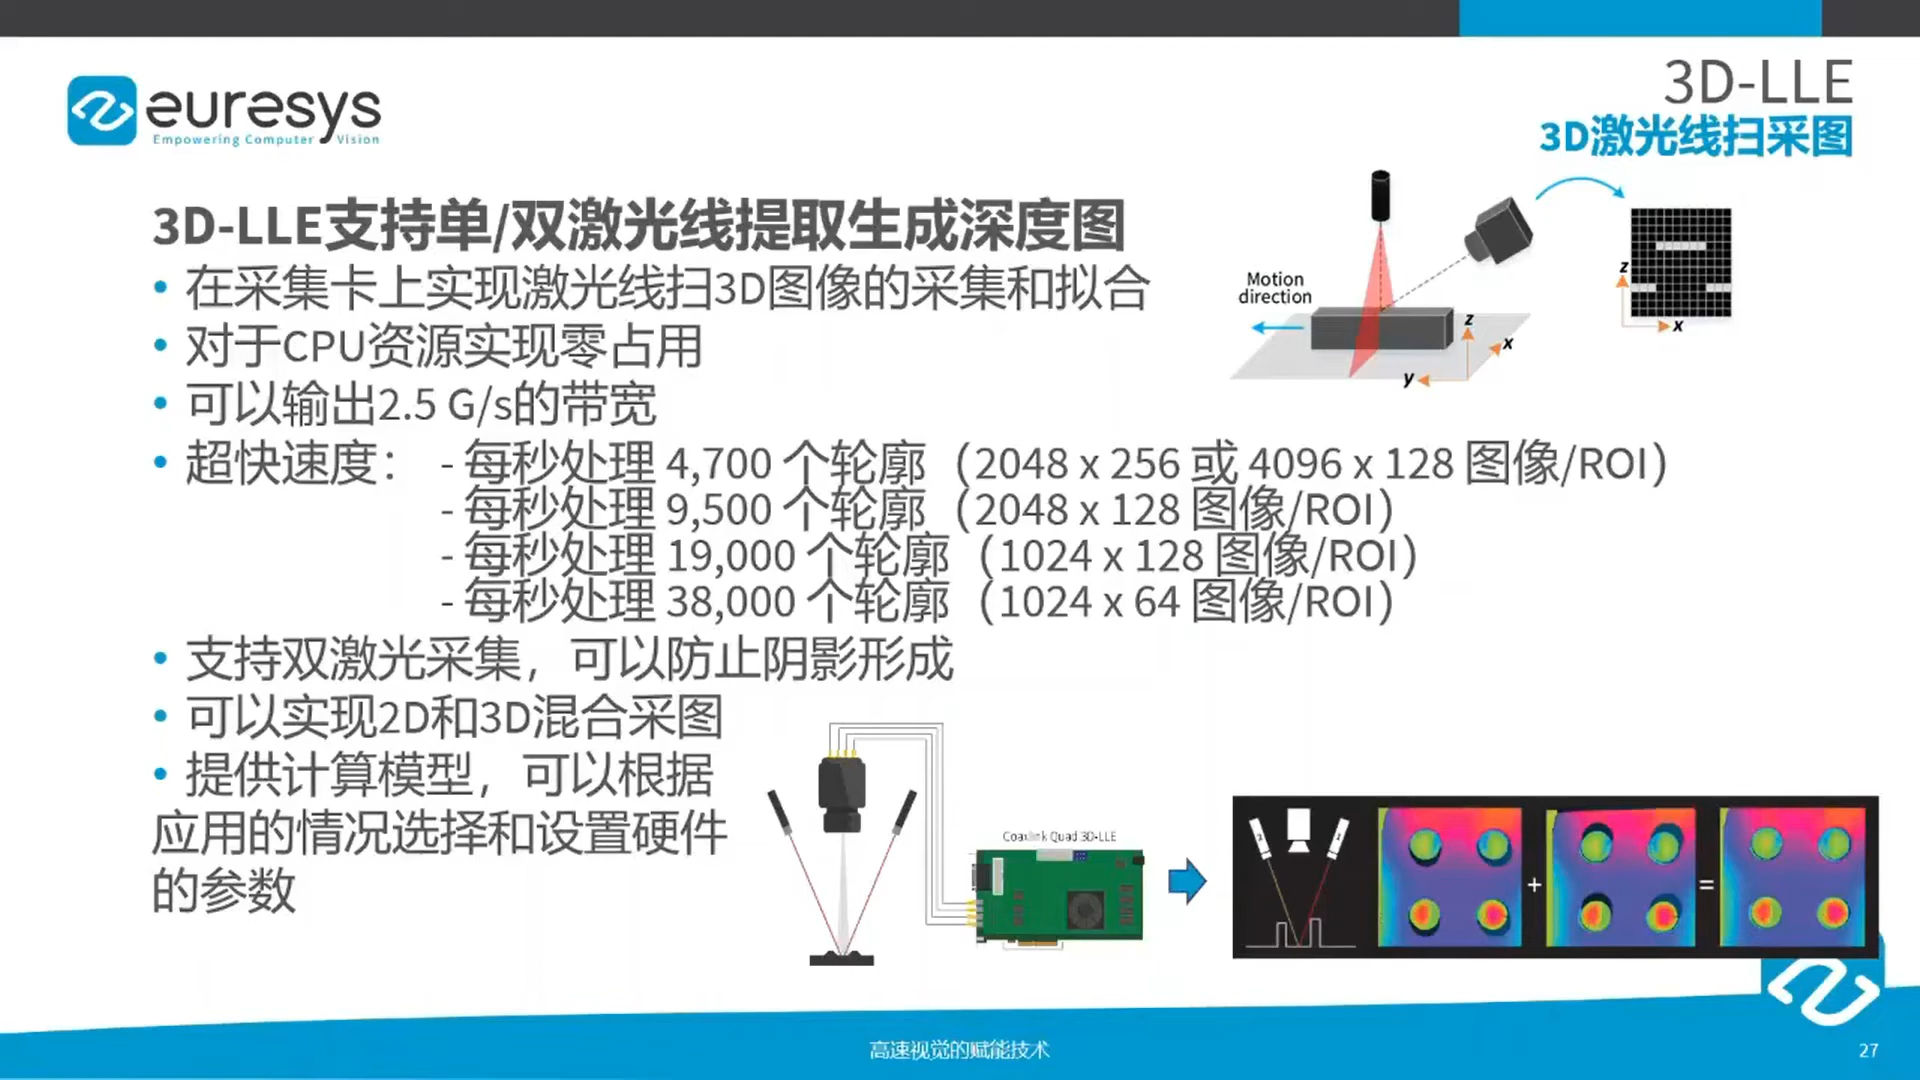 euresys
Empowering Computer Vision
3D-LLE
3D激光线扫采图
3D-LLE支持单/双激光线提取生成深度图
• 在采集卡上实现激光线扫3D图像的采集和拟合
• 对于CPU资源实现零占用
• 可以输出2.5 G/s的带宽
• 超快速度： - 每秒处理 4,700 个轮廓（2048 x 256 或 4096 x 128 图像/ROI）
- 每秒处理 9,500 个轮廓（2048 x 128 图像/ROI）
- 每秒处理 19,000 个轮廓（1024 x 128 图像/ROI）
- 每秒处理 38,000 个轮廓（1024 x 64 图像/ROI）
• 支持双激光采集，可以防止阴影形成
• 可以实现2D和3D混合采图
• 提供计算模型，可以根据
应用的情况选择和设置硬件
的参数
Motion
direction
z
x
y
z
x
Coaxlink Quad 3D-LLE
+
=
高速视觉的赋能技术
27